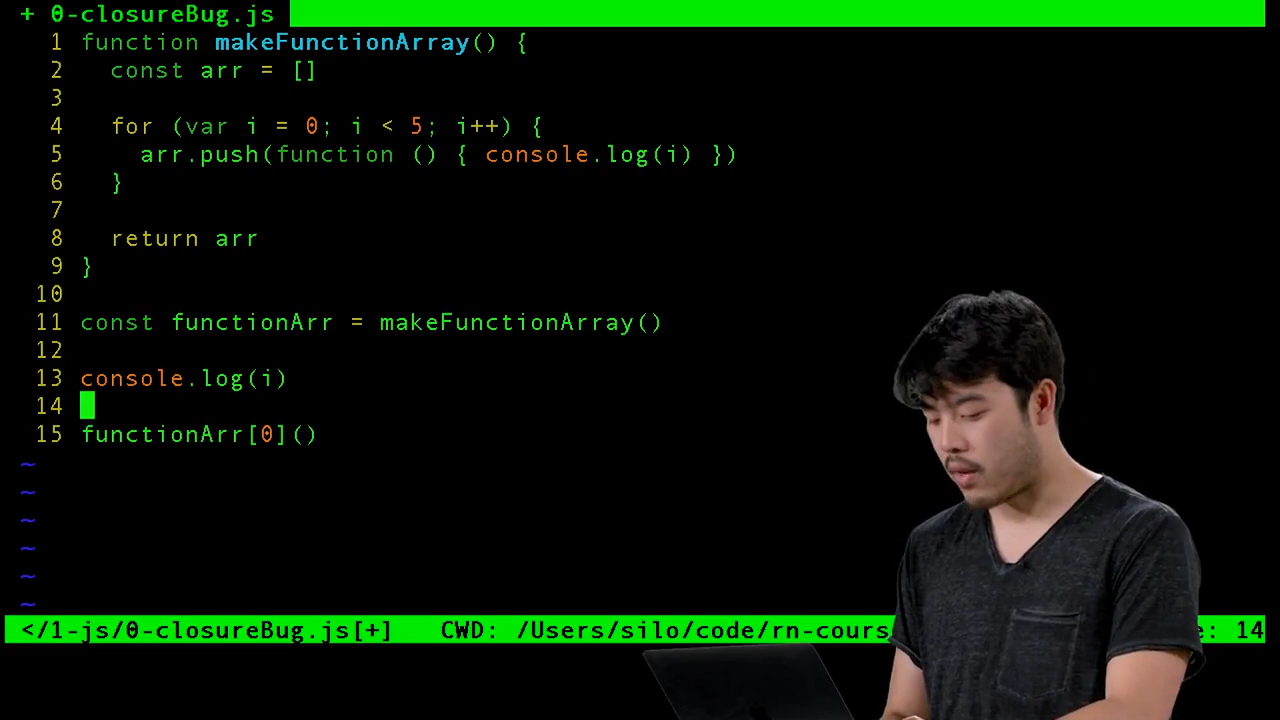 + 0-closureBug.js
1 function makeFunctionArray() {
2   const arr = []
3
4   for (var i = 0; i < 5; i++) {
5     arr.push(function () { console.log(i) })
6   }
7
8   return arr
9 }
10
11 const functionArr = makeFunctionArray()
12
13 console.log(i)
14
15 functionArr[0]()
~
~
~
~
~
~
</1-js/0-closureBug.js[+]   CWD: /Users/silo/code/rn-cours e: 14